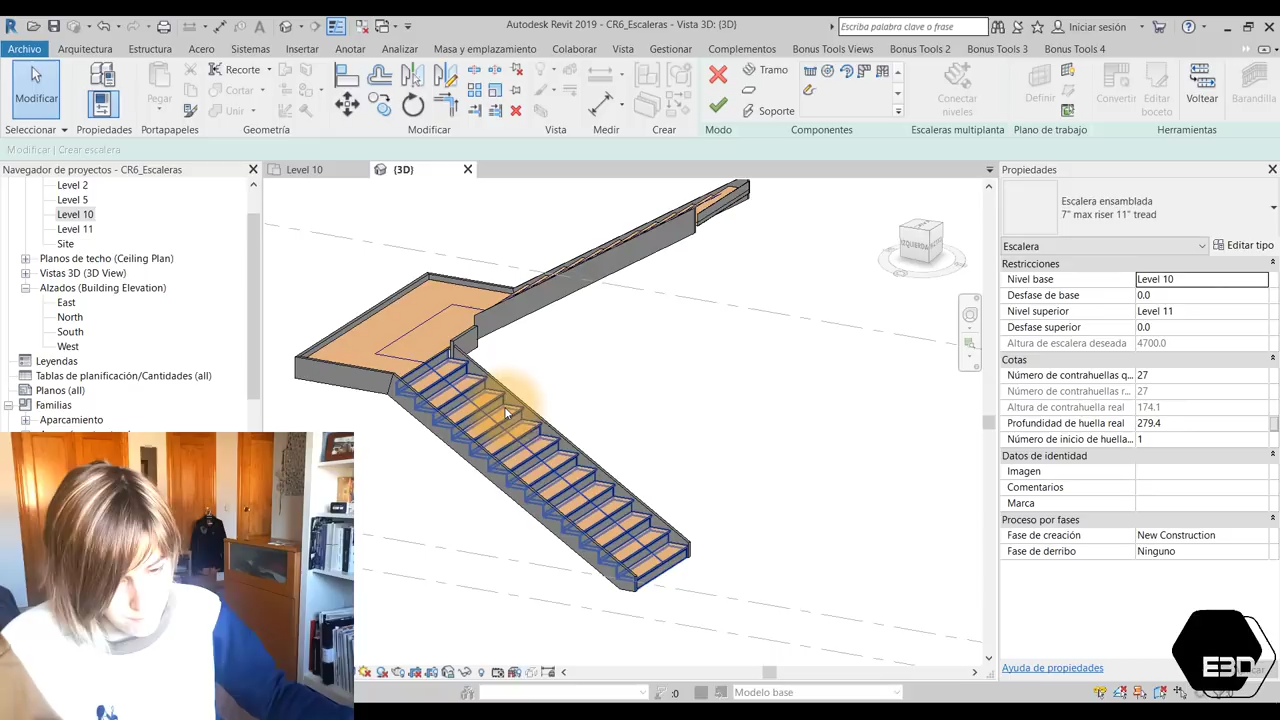 Autodesk Revit 2019 - CR6_Escaleras - Vista 3D: {3D}
Escriba palabra clave o frase
Iniciar sesión
Archivo Arquitectura Estructura Acero Sistemas Insertar Anotar Analizar Masa y emplazamiento Colaborar Vista Gestionar Complementos Bonus Tools Views Bonus Tools 2 Bonus Tools 3 Bonus Tools 4
Modificar
Pegar
Recorte
Cortar
Unir
Tramo
Soporte
Conectar
niveles
Definir
Convertir Editar
boceto
Voltear
Barandilla
Seleccionar Propiedades Portapapeles Geometría Modificar Vista Medir Crear Modo Componentes Escaleras multiplanta Plano de trabajo Herramientas
Modificar | Crear escalera
Navegador de proyectos - CR6_Escaleras
Level 10
{3D}
Propiedades
Level 2
Level 5
Level 10
Level 11
Site
Planos de techo (Ceiling Plan)
Vistas 3D (3D View)
Alzados (Building Elevation)
East
North
South
West
Leyendas
Tablas de planificación/Cantidades (all)
Planos (all)
Familias
Aparcamiento
IZQUIERDA
Escalera ensamblada
7" max riser 11" tread
Escalera
Editar tipo
Restricciones
Nivel base Level 10
Desfase de base 0.0
Nivel superior Level 11
Desfase superior 0.0
Altura de escalera deseada 4700.0
Cotas
Número de contrahuellas q... 27
Número de contrahuellas r... 27
Altura de contrahuella real 174.1
Profundidad de huella real 279.4
Número de inicio de huella... 1
Datos de identidad
Imagen
Comentarios
Marca
Proceso por fases
Fase de creación New Construction
Fase de derribo Ninguno
Ayuda de propiedades
E3D
:0
Modelo base